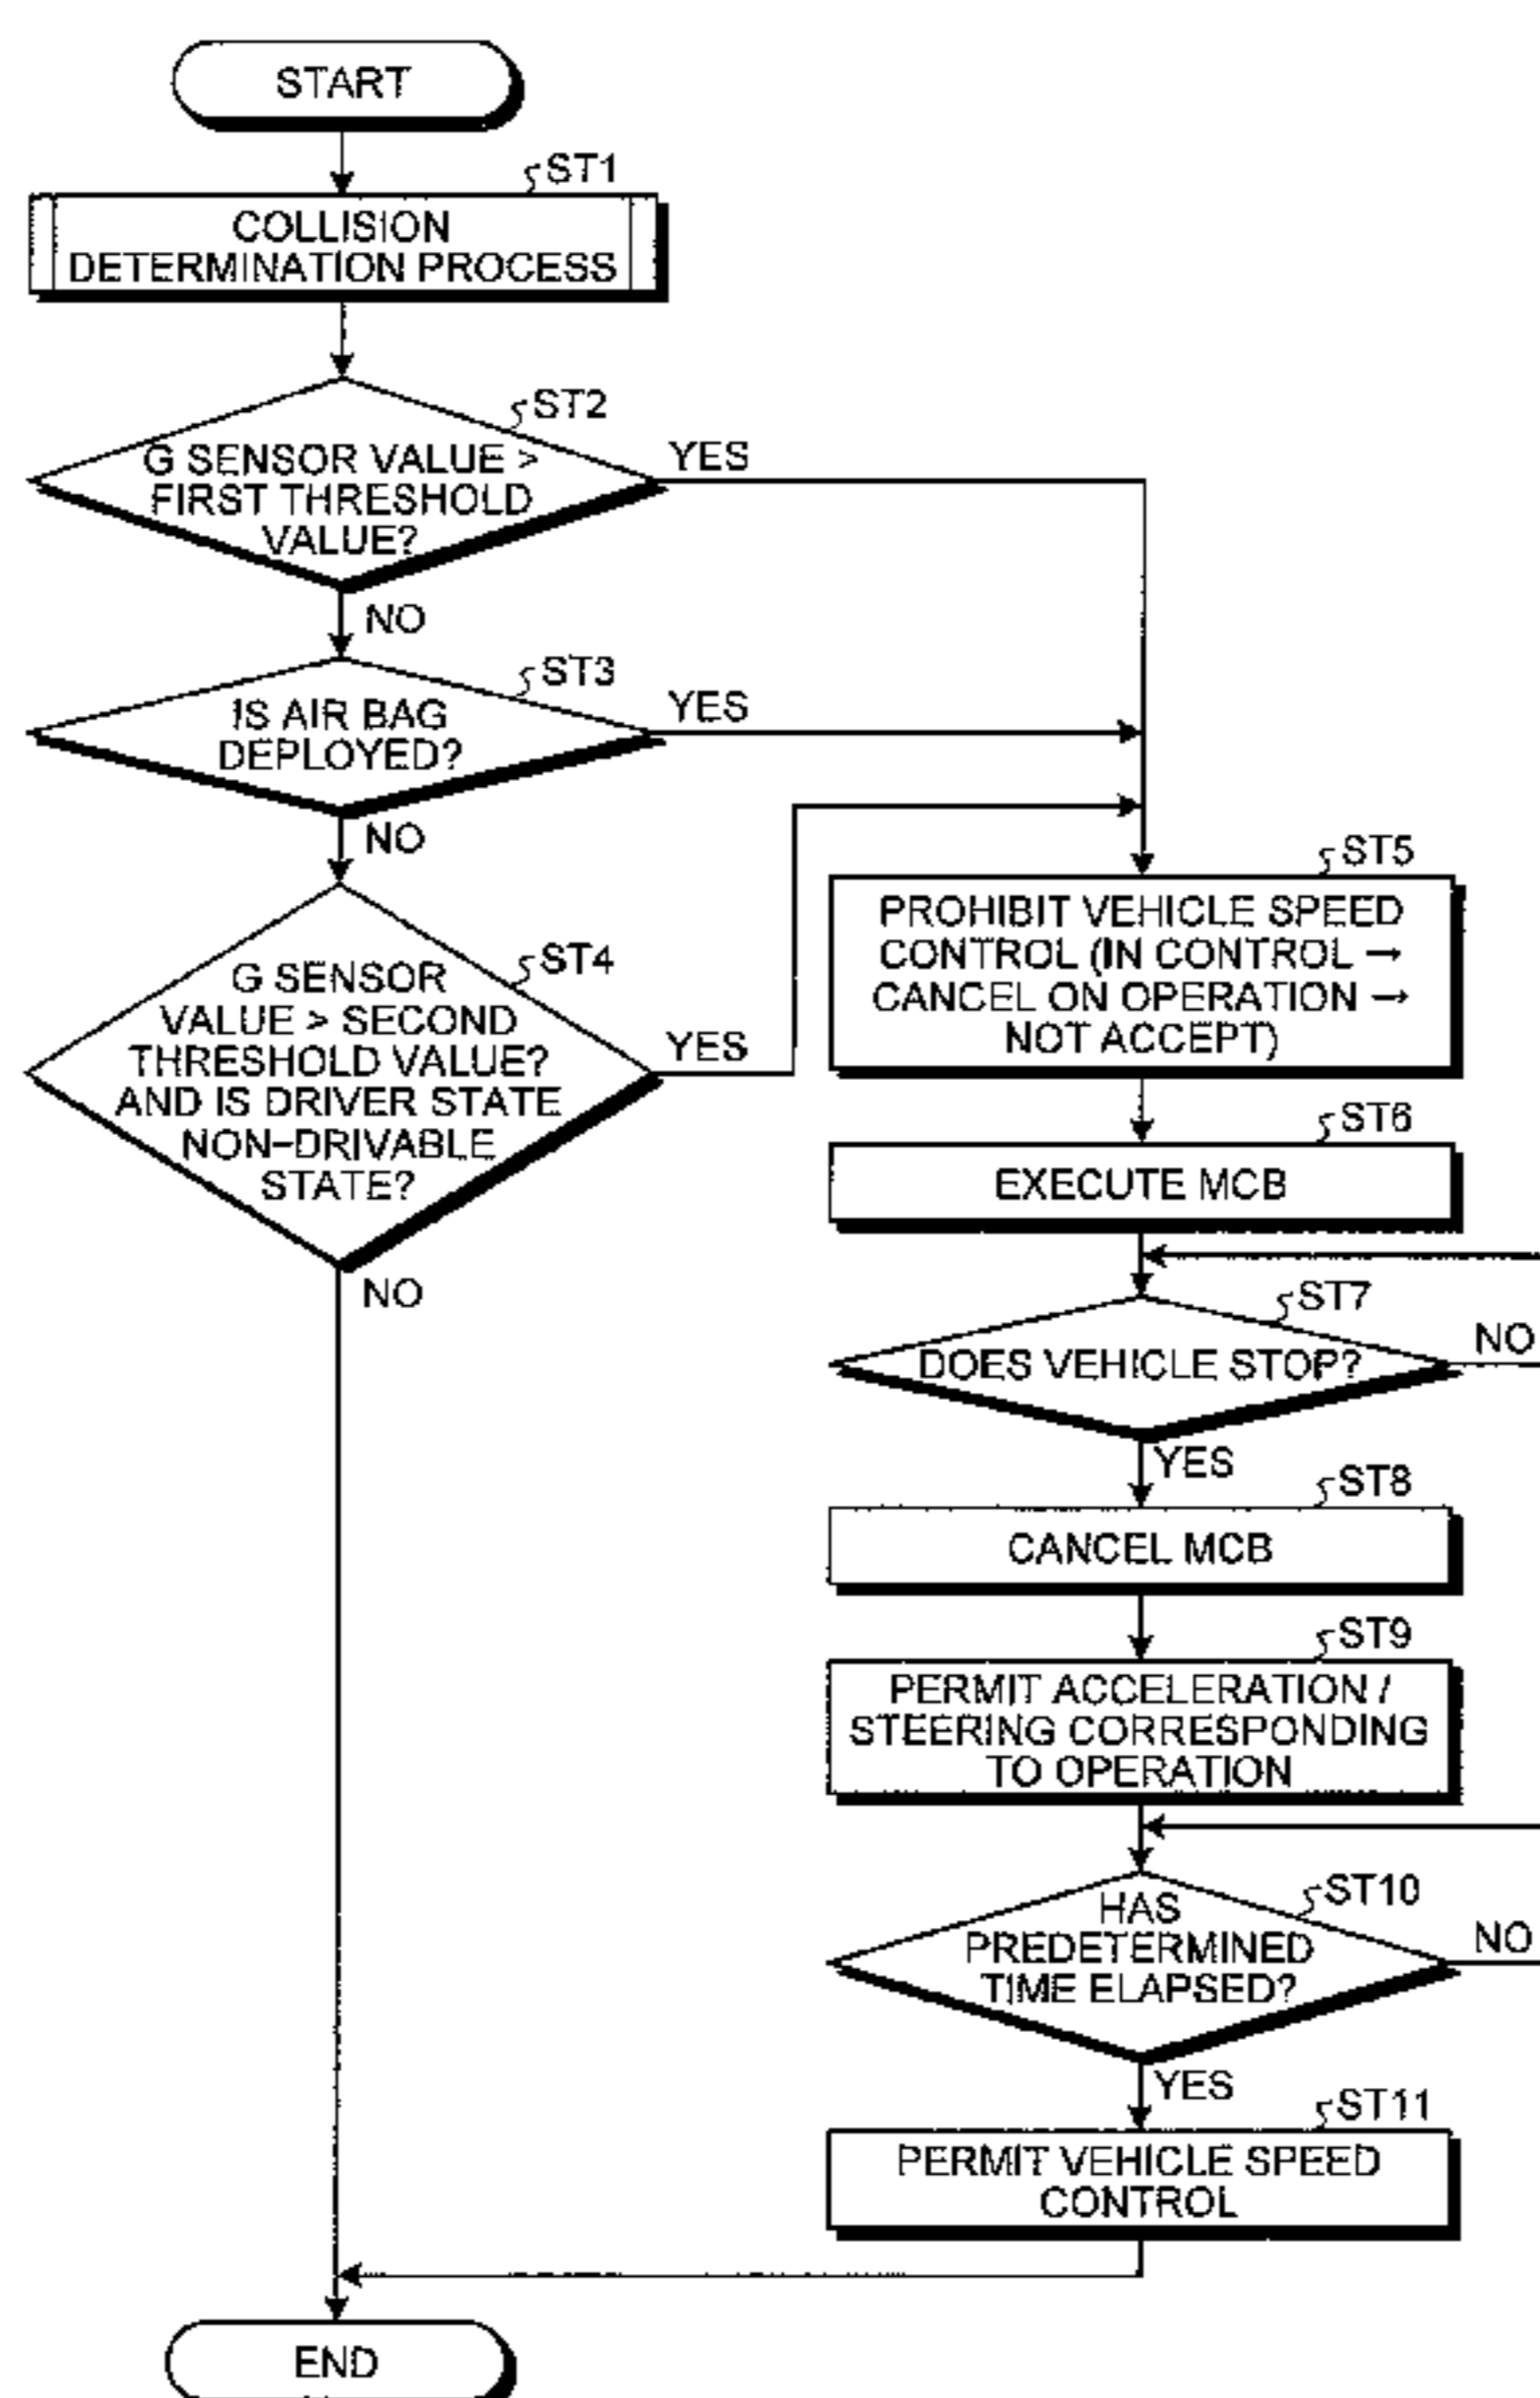 START
ST1
COLLISION
DETERMINATION PROCESS
ST2
G SENSOR VALUE >
FIRST THRESHOLD
VALUE?
YES
NO
ST3
IS AIR BAG
DEPLOYED?
YES
NO
ST4
G SENSOR
VALUE > SECOND
THRESHOLD VALUE?
AND IS DRIVER STATE
NON-DRIVABLE
STATE?
YES
NO
ST5
PROHIBIT VEHICLE SPEED
CONTROL (IN CONTROL →
CANCEL ON OPERATION →
NOT ACCEPT)
ST6
EXECUTE MCB
ST7
DOES VEHICLE STOP?
NO
YES
ST8
CANCEL MCB
ST9
PERMIT ACCELERATION /
STEERING CORRESPONDING
TO OPERATION
ST10
HAS
PREDETERMINED
TIME ELAPSED?
NO
YES
ST11
PERMIT VEHICLE SPEED
CONTROL
END